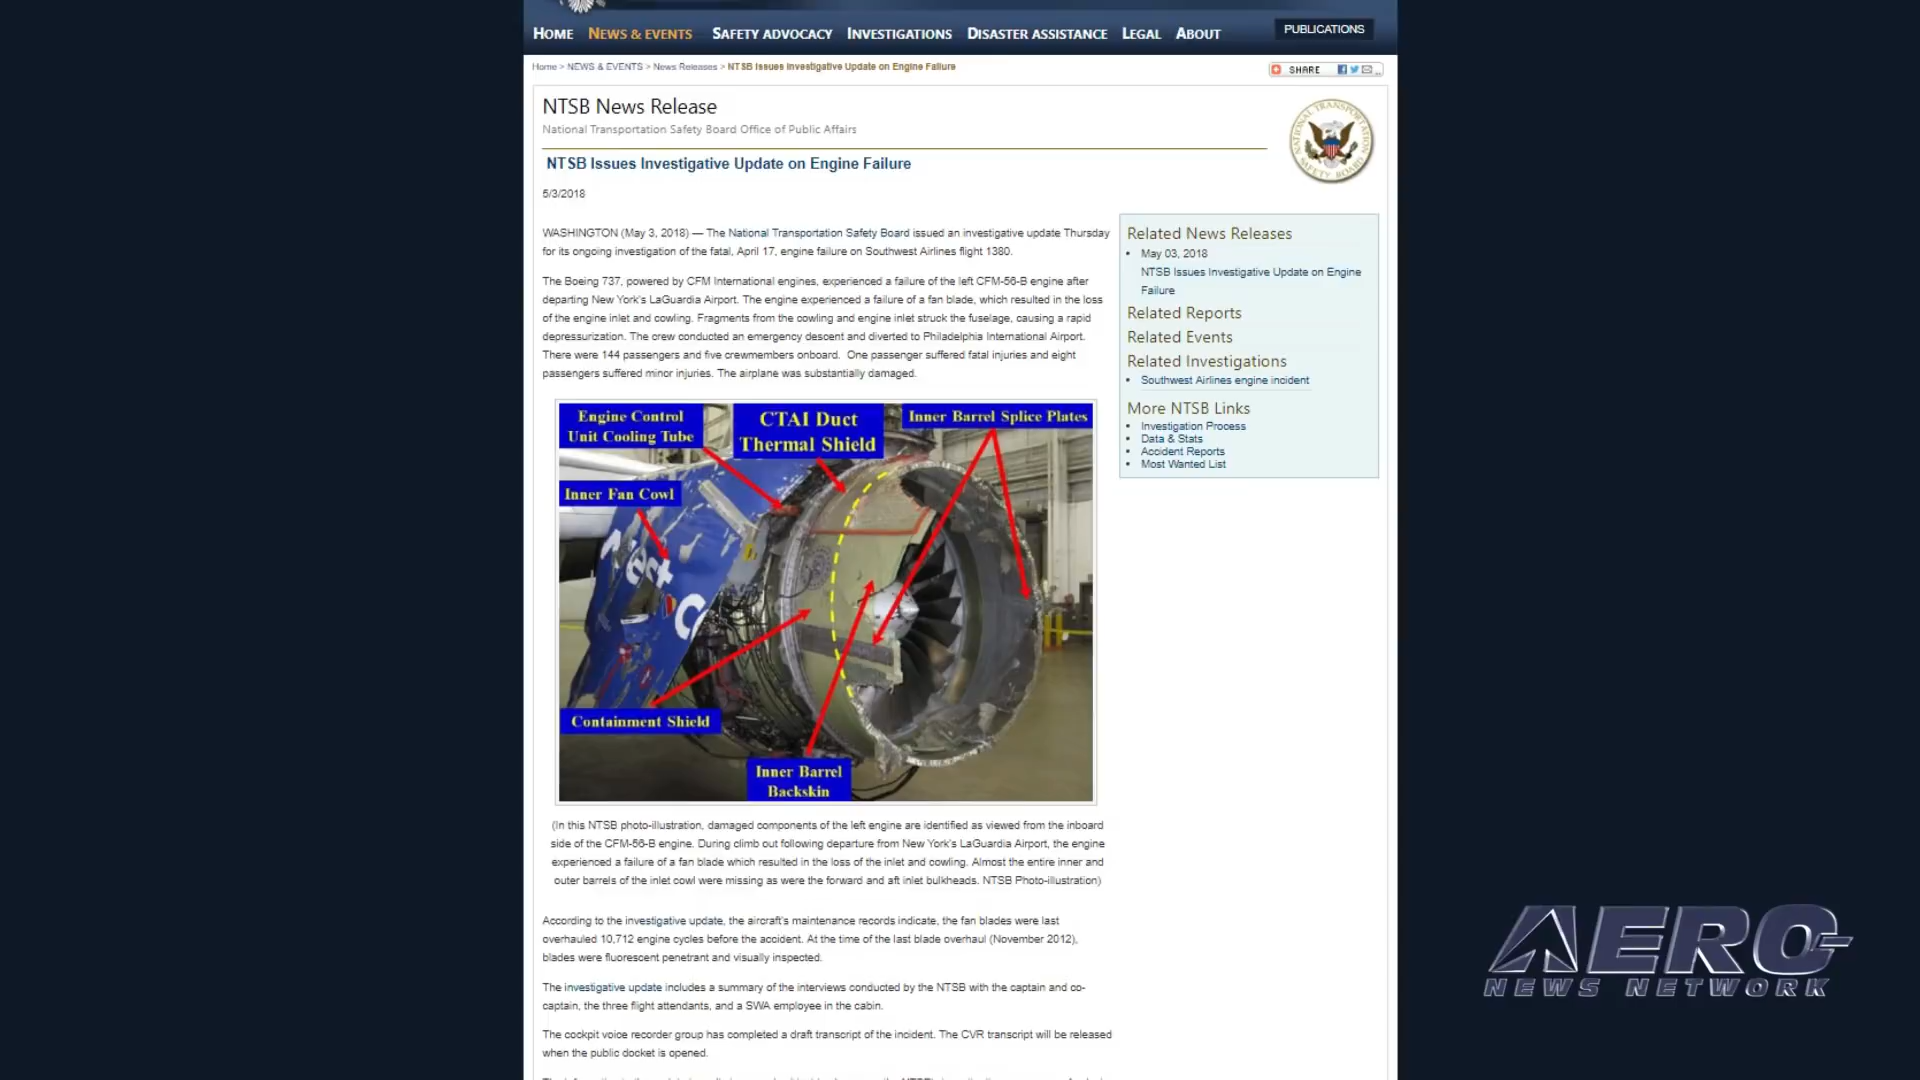 HOME NEWS & EVENTS SAFETY ADVOCACY INVESTIGATIONS DISASTER ASSISTANCE LEGAL ABOUT PUBLICATIONS
Home > NEWS & EVENTS > News Releases > NTSB Issues Investigative Update on Engine Failure
SHARE
NTSB News Release
National Transportation Safety Board Office of Public Affairs
NATIONAL TRANSPORTATION SAFETY BOARD
NTSB Issues Investigative Update on Engine Failure
5/3/2018
WASHINGTON (May 3, 2018) — The National Transportation Safety Board issued an investigative update Thursday
for its ongoing investigation of the fatal, April 17, engine failure on Southwest Airlines flight 1380.
The Boeing 737, powered by CFM International engines, experienced a failure of the left CFM-56-B engine after
departing New York's LaGuardia Airport. The engine experienced a failure of a fan blade, which resulted in the loss
of the engine inlet and cowling. Fragments from the cowling and engine inlet struck the fuselage, causing a rapid
depressurization. The crew conducted an emergency descent and diverted to Philadelphia International Airport.
There were 144 passengers and five crewmembers onboard. One passenger suffered fatal injuries and eight
passengers suffered minor injuries. The airplane was substantially damaged.
Engine Control
Unit Cooling Tube
CTAI Duct
Thermal Shield
Inner Barrel Splice Plates
Inner Fan Cowl
Containment Shield
Inner Barrel
Backskin
(In this NTSB photo-illustration, damaged components of the left engine are identified as viewed from the inboard
side of the CFM-56-B engine. During climb out following departure from New York's LaGuardia Airport, the engine
experienced a failure of a fan blade which resulted in the loss of the inlet and cowling. Almost the entire inner and
outer barrels of the inlet cowl were missing as were the forward and aft inlet bulkheads. NTSB Photo-illustration)
According to the investigative update, the aircraft's maintenance records indicate, the fan blades were last
overhauled 10,712 engine cycles before the accident. At the time of the last blade overhaul (November 2012),
blades were fluorescent penetrant and visually inspected.
The investigative update includes a summary of the interviews conducted by the NTSB with the captain and co-
captain, the three flight attendants, and a SWA employee in the cabin.
The cockpit voice recorder group has completed a draft transcript of the incident. The CVR transcript will be released
when the public docket is opened.
Related News Releases
May 03, 2018
NTSB Issues Investigative Update on Engine
Failure
Related Reports
Related Events
Related Investigations
Southwest Airlines engine incident
More NTSB Links
Investigation Process
Data & Stats
Accident Reports
Most Wanted List
AERO-
NEWS NETWORK